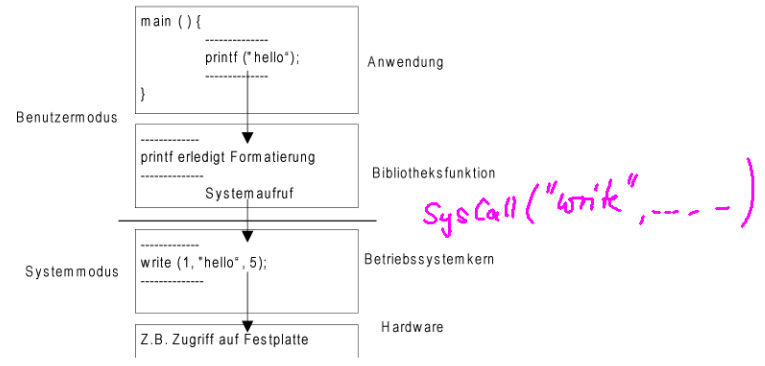 main ( ) {
--------------
printf ("hello“);
--------------
}
Anwendung
Benutzermodus
-------------
printf erledigt Formatierung
--------------
Systemaufruf
Bibliotheksfunktion
SysCall ("write", --- . -)
-------------
write (1, "hello“, 5);
--------------
Systemmodus
Betriebssystemkern
Hardware
Z.B. Zugriff auf Festplatte